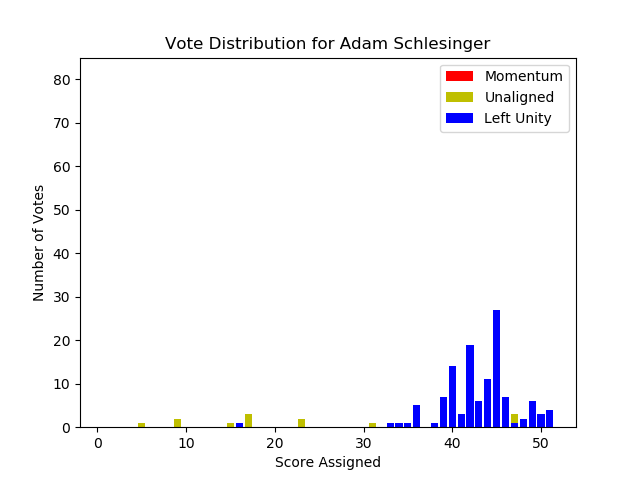 Vote Distribution for Adam Schlesinger
Momentum
Unaligned
Left Unity
Number of Votes
80
70
60
50
40
30
20
10
0
0 10 20 30 40 50
Score Assigned